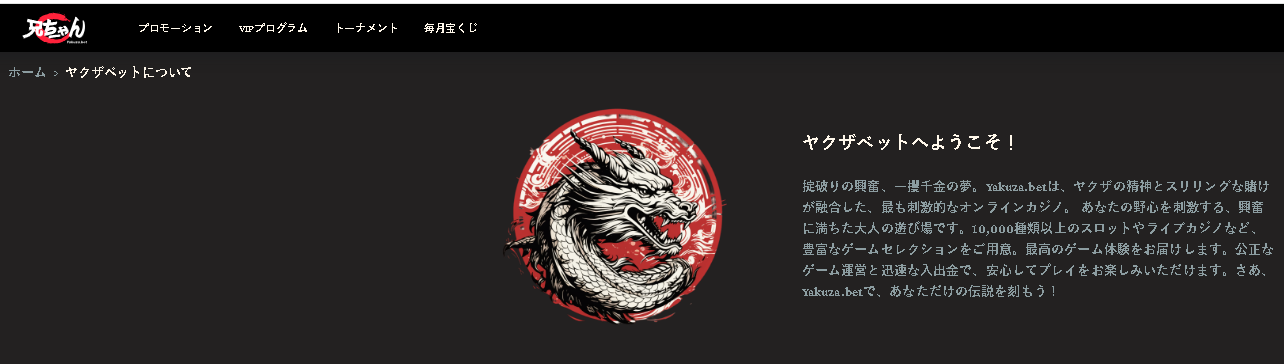 兄ちゃん
Yakuza.bet
プロモーション VIPプログラム トーナメント 毎月宝くじ
ホーム > ヤクザベットについて
ヤクザベットへようこそ！
掟破りの興奮、一攫千金の夢。Yakuza.betは、ヤクザの精神とスリリングな賭け
が融合した、最も刺激的なオンラインカジノ。 あなたの野心を刺激する、興奮
に満ちた大人の遊び場です。10,000種類以上のスロットやライブカジノなど、
豊富なゲームセレクションをご用意。最高のゲーム体験をお届けします。公正な
ゲーム運営と迅速な入出金で、安心してプレイをお楽しみいただけます。さあ、
Yakuza.betで、あなただけの伝説を刻もう！